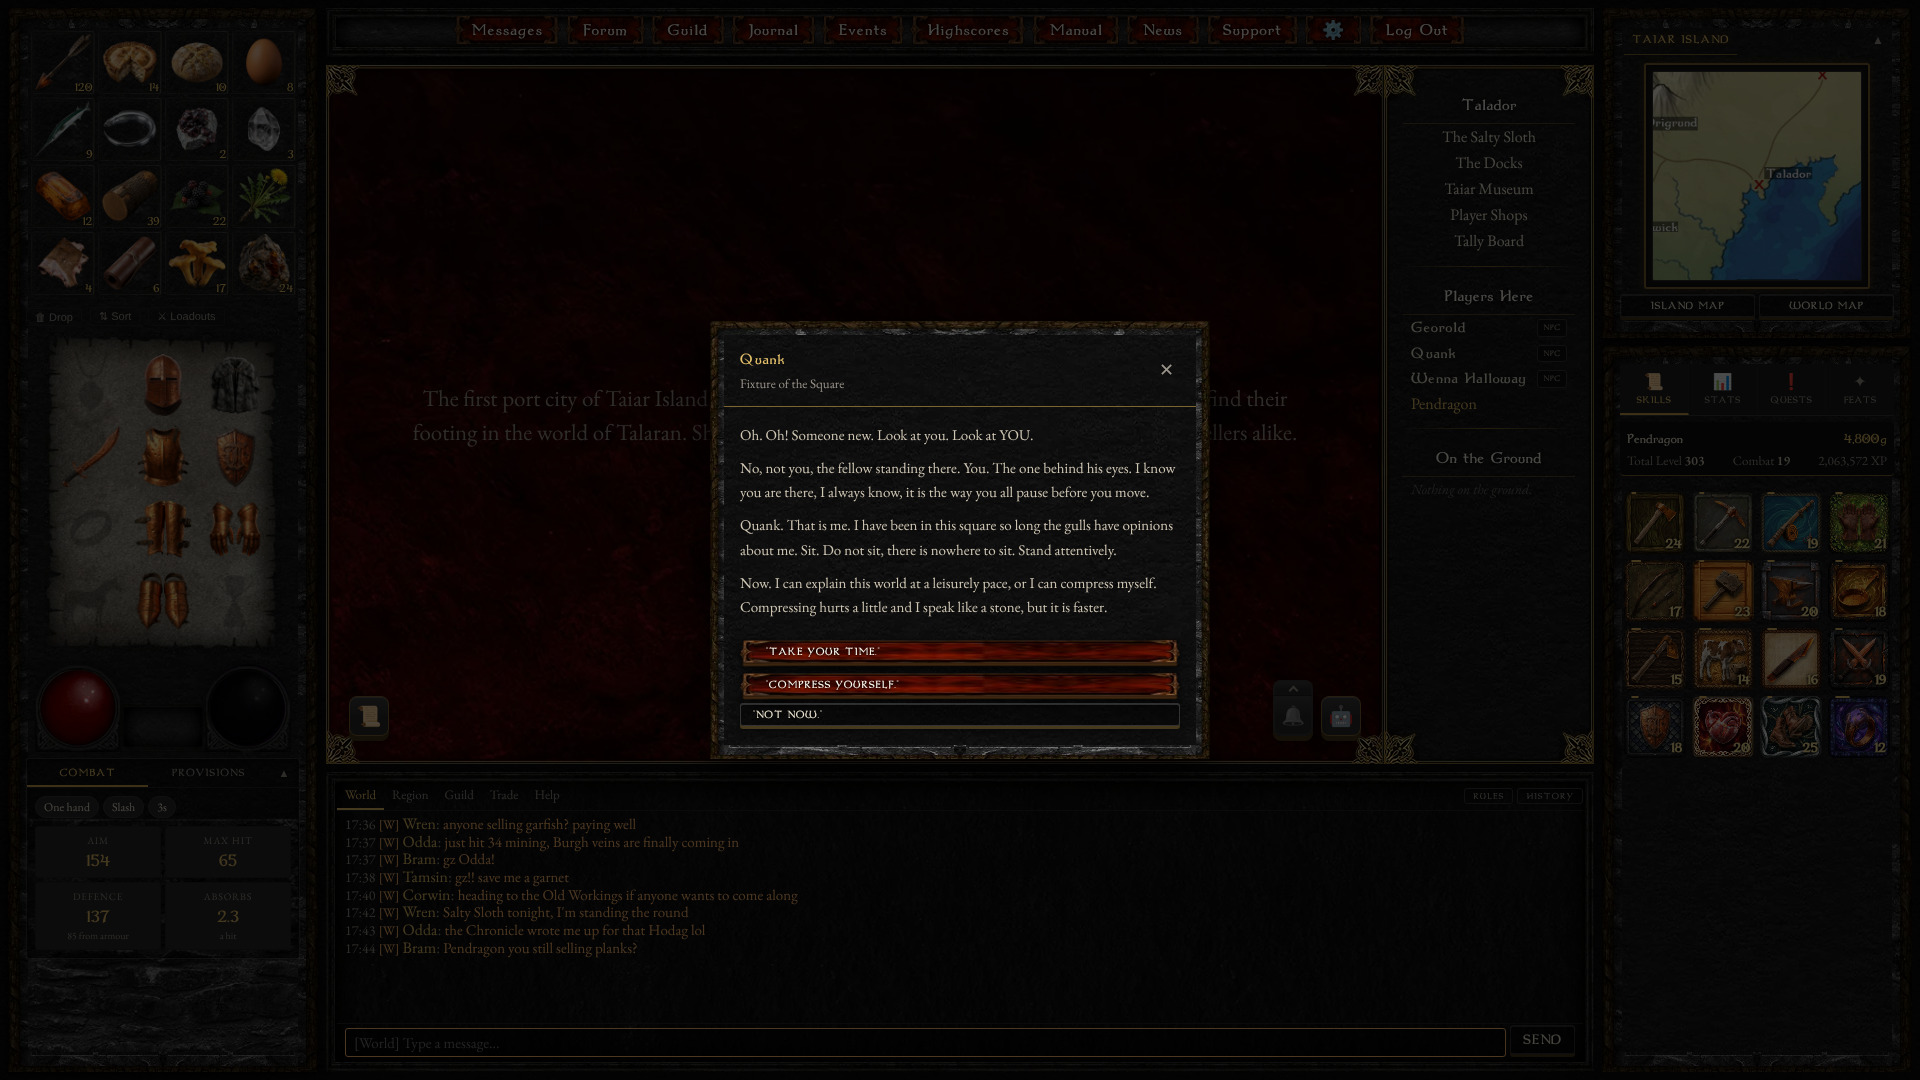 Messages Forum Guild Journal Events Highscores Manual News Support Log Out
120 14 10 8
9 2 3
12 39 22
4 6 17 24
Drop Sort Loadouts
COMBAT PROVISIONS
One hand Slash 3s
AIM MAX HIT
154 65
DEFENCE ABSORBS
137 2.3
85 from armour a hit
The first port city of Taiar Island
find their
footing in the world of Talaran.
alike.
Quank
Fixture of the Square
Oh. Oh! Someone new. Look at you. Look at YOU.
No, not you, the fellow standing there. You. The one behind his eyes. I know
you are there, I always know, it is the way you all pause before you move.
Quank. That is me. I have been in this square so long the gulls have opinions
about me. Sit. Do not sit, there is nowhere to sit. Stand attentively.
Now. I can explain this world at a leisurely pace, or I can compress myself.
Compressing hurts a little and I speak like a stone, but it is faster.
"TAKE YOUR TIME."
"COMPRESS YOURSELF."
"NOT NOW."
Talador
The Salty Sloth
The Docks
Taiar Museum
Player Shops
Tally Board
Players Here
Georold NPC
Quank NPC
Wenna Halloway NPC
Pendragon
On the Ground
Nothing on the ground.
World Region Guild Trade Help
RULES HISTORY
17:36 [W] Wren: anyone selling garfish? paying well
17:37 [W] Odda: just hit 34 mining, Burgh veins are finally coming in
17:37 [W] Bram: gz Odda!
17:38 [W] Tamsin: gz!! save me a garnet
17:40 [W] Corwin: heading to the Old Workings if anyone wants to come along
17:42 [W] Wren: Salty Sloth tonight, I'm standing the round
17:43 [W] Odda: the Chronicle wrote me up for that Hodag lol
17:44 [W] Bram: Pendragon you still selling planks?
[World] Type a message...
SEND
TAIAR ISLAND
Talador
ISLAND MAP WORLD MAP
SKILLS STATS QUESTS FEATS
Pendragon 4,800g
Total Level 303 Combat 19 2,063,572 XP
24 22 19 21
17 23 20 18
15 14 16 19
18 20 25 12